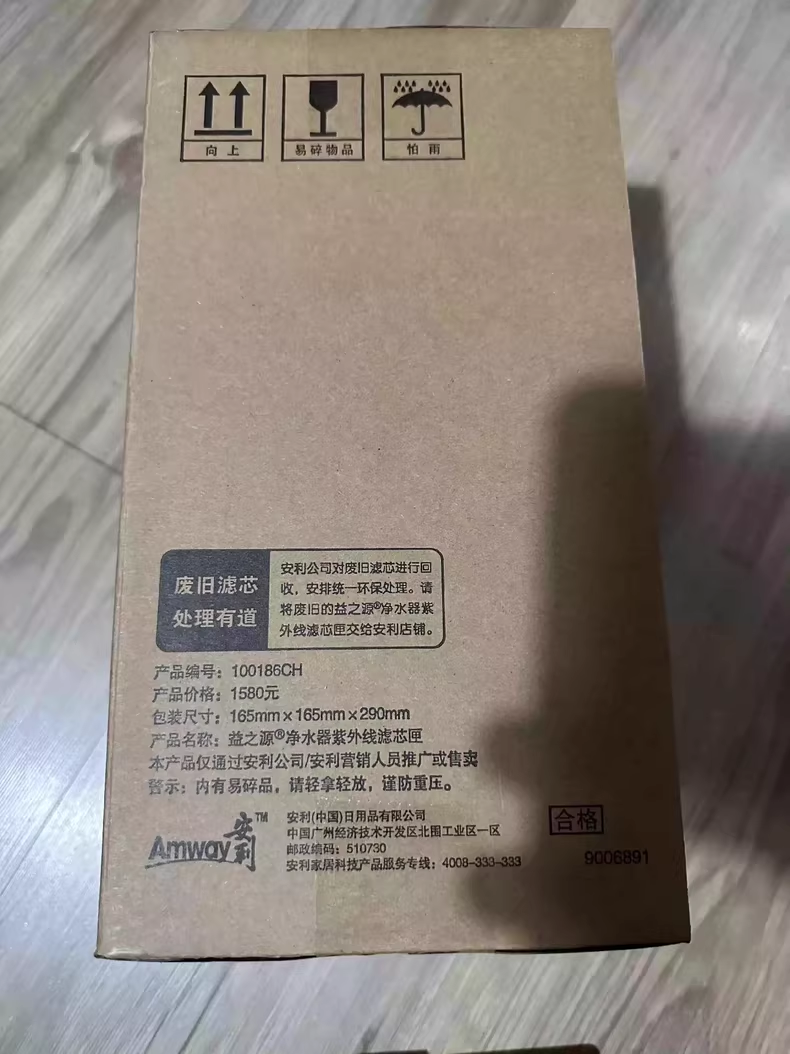 向上
易碎物品
怕雨
废旧滤芯
处理有道
安利公司对废旧滤芯进行回
收，安排统一环保处理。请
将废旧的益之源®净水器紫
外线滤芯匣交给安利店铺。
产品编号：100186CH
产品价格：1580元
包装尺寸：165mm×165mm×290mm
产品名称：益之源®净水器紫外线滤芯匣
本产品仅通过安利公司/安利营销人员推广或售卖
警示：内有易碎品，请轻拿轻放，谨防重压。
Amway安利™
安利(中国)日用品有限公司
中国广州经济技术开发区北围工业区一区
邮政编码：510730
安利家居科技产品服务专线：4008-333-333
合格
9006891